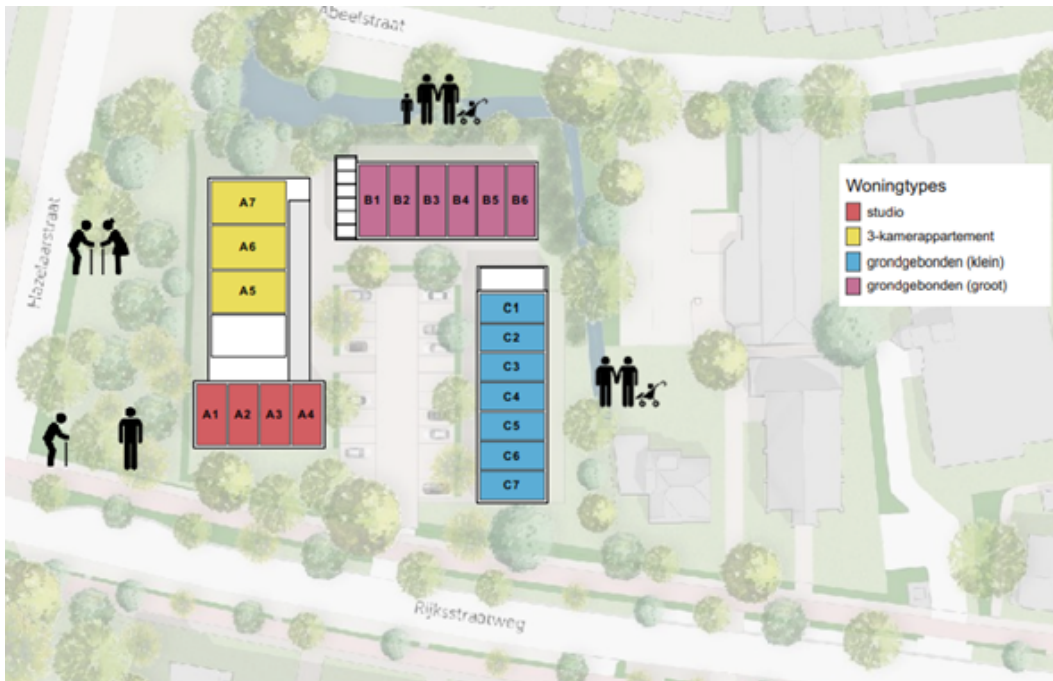 Abeelstraat
Hazelaarstraat
A7
A6
A5
A1 A2 A3 A4
B1 B2 B3 B4 B5 B6
C1
C2
C3
C4
C5
C6
C7
Woningtypes
studio
3-kamerappartement
grondgebonden (klein)
grondgebonden (groot)
Rijksstraatweg